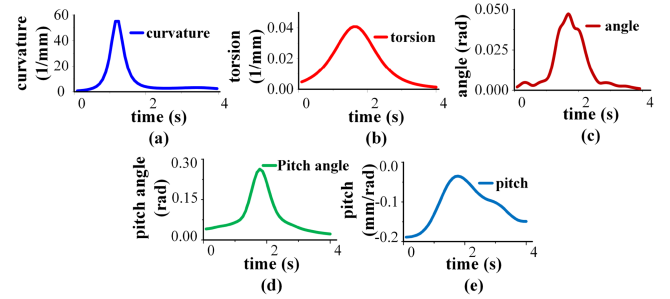 curvature
(1/mm)
60
40
20
0
curvature
0
2
4
time (s)
(a)
torsion
(1/mm)
0.04
0.02
0.00
torsion
0
2
4
time (s)
(b)
angle (rad)
0.050
0.025
0.000
angle
0
2
4
time (s)
(c)
pitch angle
(rad)
0.30
0.15
0.00
Pitch angle
0
2
4
time (s)
(d)
pitch
(mm/rad)
0.0
-0.1
-0.2
pitch
0
2
4
time (s)
(e)